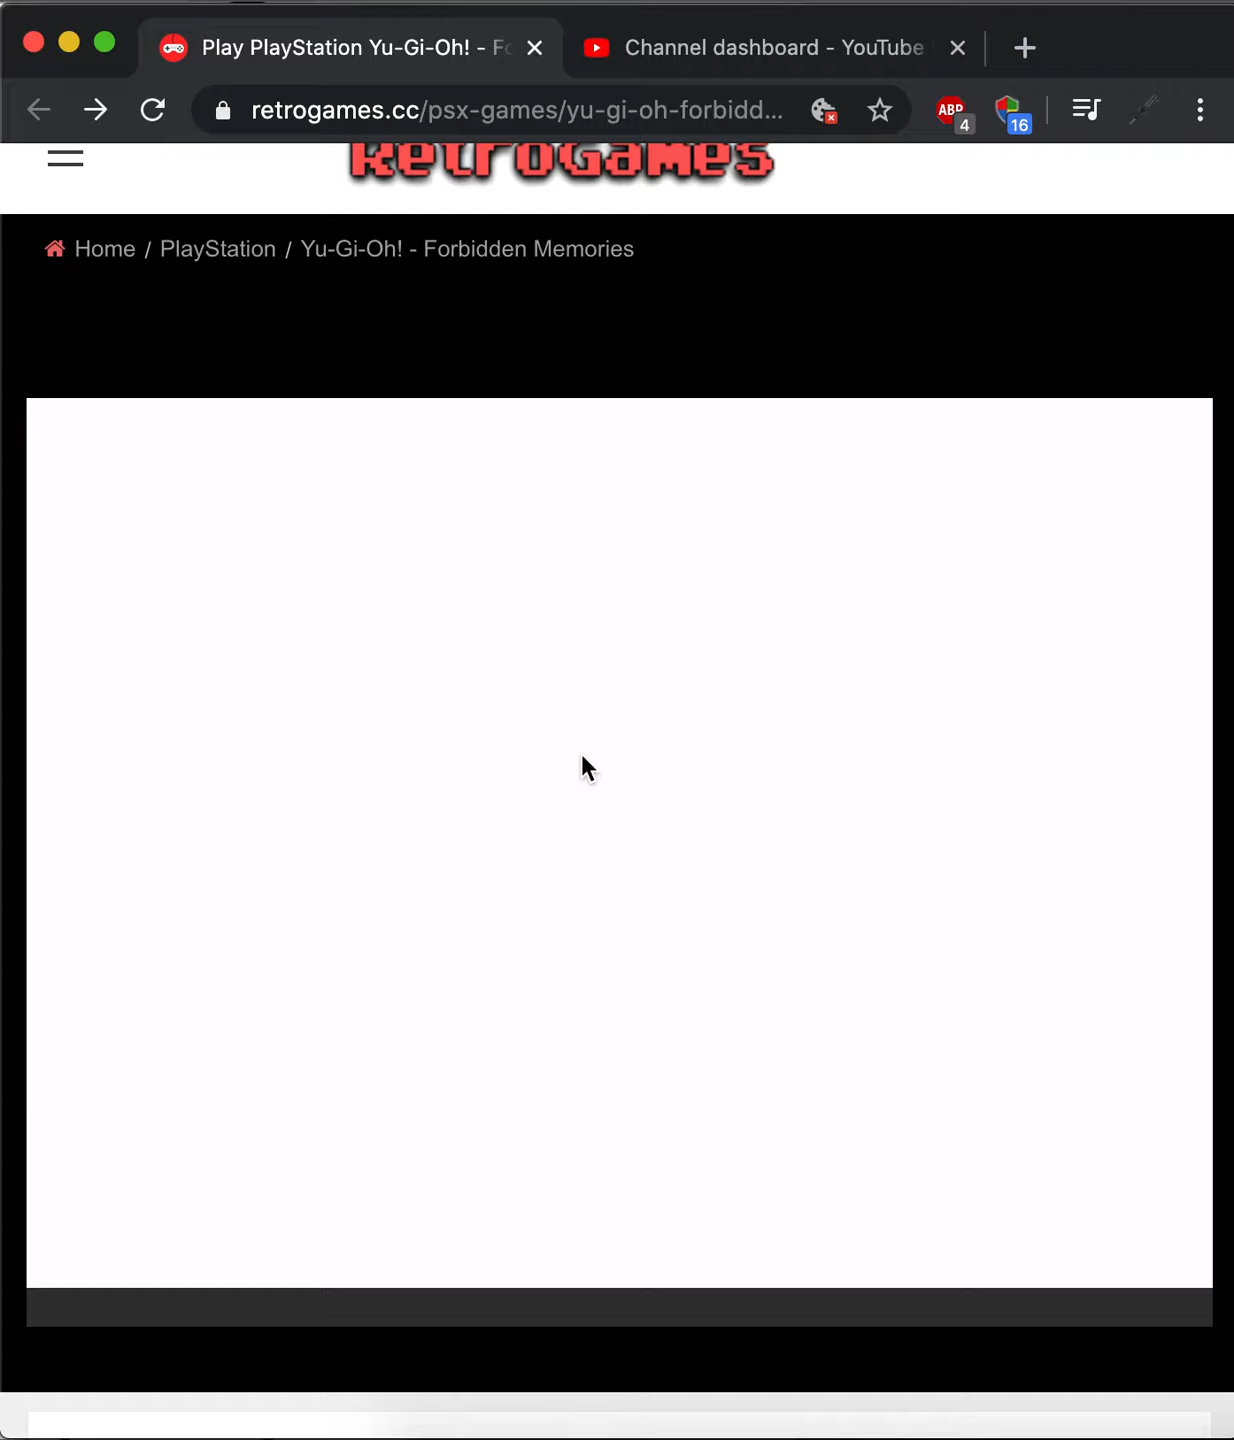 Play PlayStation Yu-Gi-Oh! - Fo
Channel dashboard - YouTube
retrogames.cc/psx-games/yu-gi-oh-forbidd...
ABP
4
16
RetroGames
Home / PlayStation / Yu-Gi-Oh! - Forbidden Memories